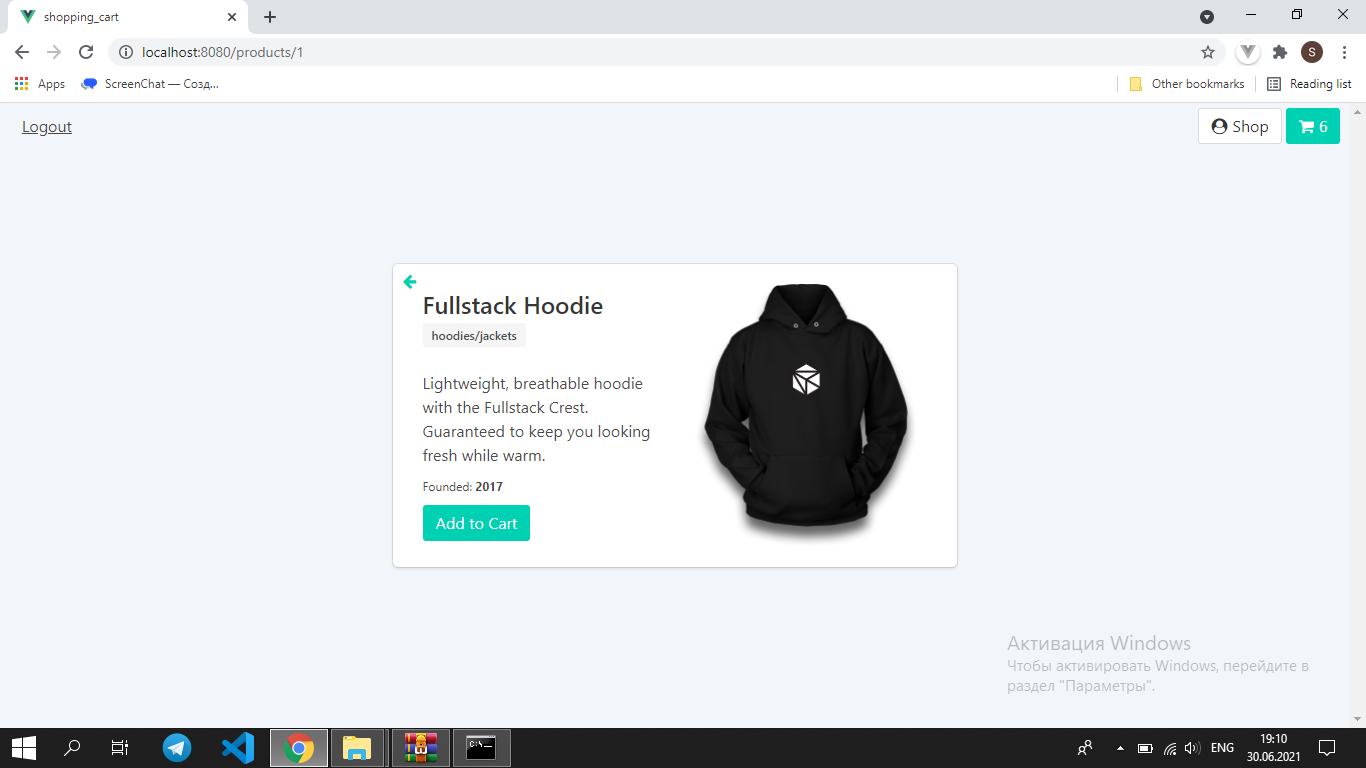 shopping_cart
localhost:8080/products/1
S
Apps
ScreenChat — Созд...
Other bookmarks
Reading list
Logout
Shop
6
Fullstack Hoodie
hoodies/jackets
Lightweight, breathable hoodie
with the Fullstack Crest.
Guaranteed to keep you looking
fresh while warm.
Founded: 2017
Add to Cart
Активация Windows
Чтобы активировать Windows, перейдите в
раздел "Параметры".
C:\_
ENG
19:10
30.06.2021